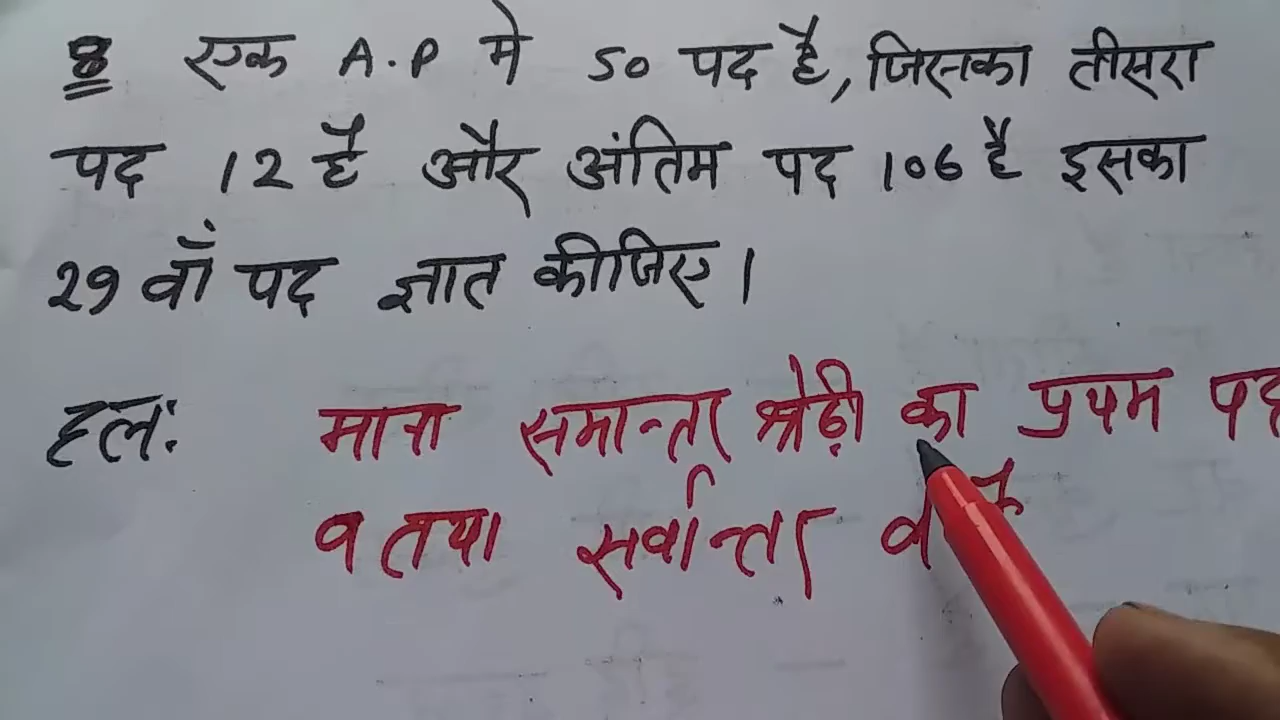 8 एक A.P मे 50 पद है, जिसका तीसरा
पद 12 है और अंतिम पद 106 है इसका
29 वाँ पद ज्ञात कीजिए।
हल: माना समान्तर श्रेढ़ी का प्रथम पद
a तथा सर्वान्तर d